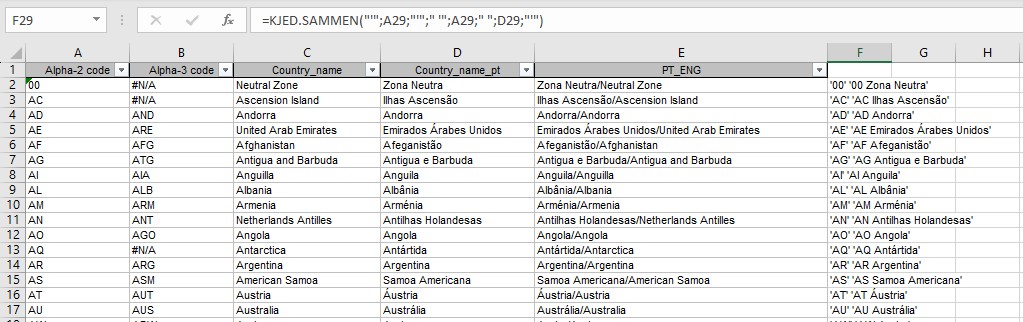 F29 =KJED.SAMMEN("'";A29;"'";" '";A29;" ";D29;"'")
A B C D E F G H
1 Alpha-2 code Alpha-3 code Country_name Country_name_pt PT_ENG
2 00 #N/A Neutral Zone Zona Neutra Zona Neutra/Neutral Zone '00' '00 Zona Neutra'
3 AC #N/A Ascension Island Ilhas Ascensão Ilhas Ascensão/Ascension Island 'AC' 'AC Ilhas Ascensão'
4 AD AND Andorra Andorra Andorra/Andorra 'AD' 'AD Andorra'
5 AE ARE United Arab Emirates Emirados Árabes Unidos Emirados Árabes Unidos/United Arab Emirates 'AE' 'AE Emirados Árabes Unidos'
6 AF AFG Afghanistan Afeganistão Afeganistão/Afghanistan 'AF' 'AF Afeganistão'
7 AG ATG Antigua and Barbuda Antigua e Barbuda Antigua e Barbuda/Antigua and Barbuda 'AG' 'AG Antigua e Barbuda'
8 AI AIA Anguilla Anguila Anguila/Anguilla 'AI' 'AI Anguila'
9 AL ALB Albania Albânia Albânia/Albania 'AL' 'AL Albânia'
10 AM ARM Armenia Arménia Arménia/Armenia 'AM' 'AM Arménia'
11 AN ANT Netherlands Antilles Antilhas Holandesas Antilhas Holandesas/Netherlands Antilles 'AN' 'AN Antilhas Holandesas'
12 AO AGO Angola Angola Angola/Angola 'AO' 'AO Angola'
13 AQ #N/A Antarctica Antártida Antártida/Antarctica 'AQ' 'AQ Antártida'
14 AR ARG Argentina Argentina Argentina/Argentina 'AR' 'AR Argentina'
15 AS ASM American Samoa Samoa Americana Samoa Americana/American Samoa 'AS' 'AS Samoa Americana'
16 AT AUT Austria Áustria Áustria/Austria 'AT' 'AT Áustria'
17 AU AUS Australia Austrália Austrália/Australia 'AU' 'AU Austrália'